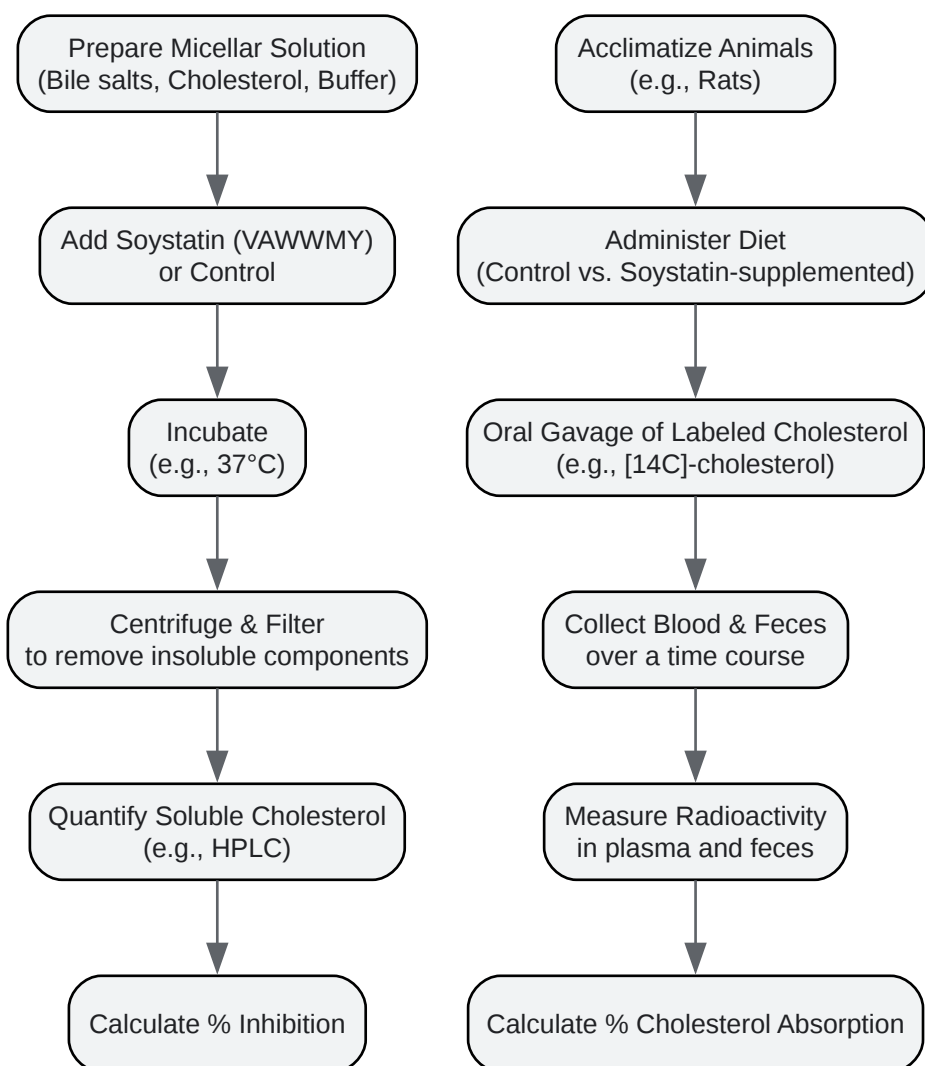 Prepare Micellar Solution
(Bile salts, Cholesterol, Buffer)
Add Soystatin (VAWWMY)
or Control
Incubate
(e.g., 37°C)
Centrifuge & Filter
to remove insoluble components
Quantify Soluble Cholesterol
(e.g., HPLC)
Calculate % Inhibition
Acclimatize Animals
(e.g., Rats)
Administer Diet
(Control vs. Soystatin-supplemented)
Oral Gavage of Labeled Cholesterol
(e.g., [14C]-cholesterol)
Collect Blood & Feces
over a time course
Measure Radioactivity
in plasma and feces
Calculate % Cholesterol Absorption